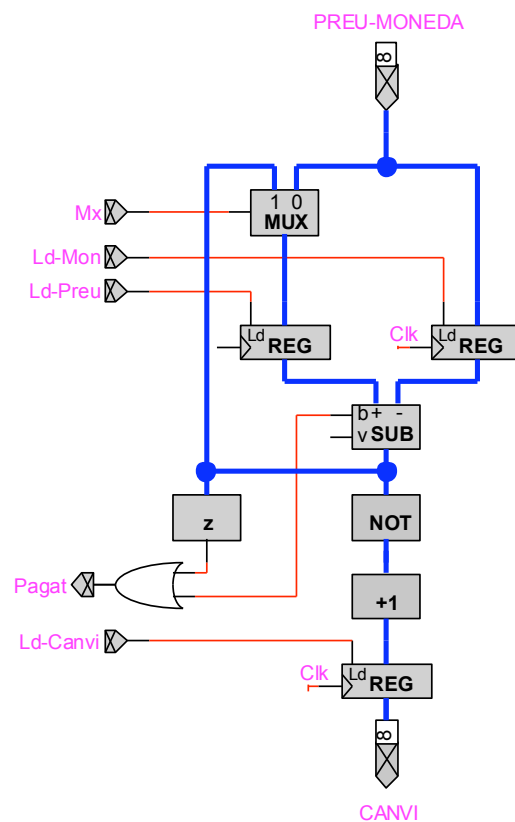 PREU-MONEDA
8
1 0
MUX
Mx
Ld-Mon
Ld-Preu
Ld
REG
Clk
Ld
REG
b + -
v SUB
z
NOT
Pagat
+1
Ld-Canvi
Clk
Ld
REG
8
CANVI